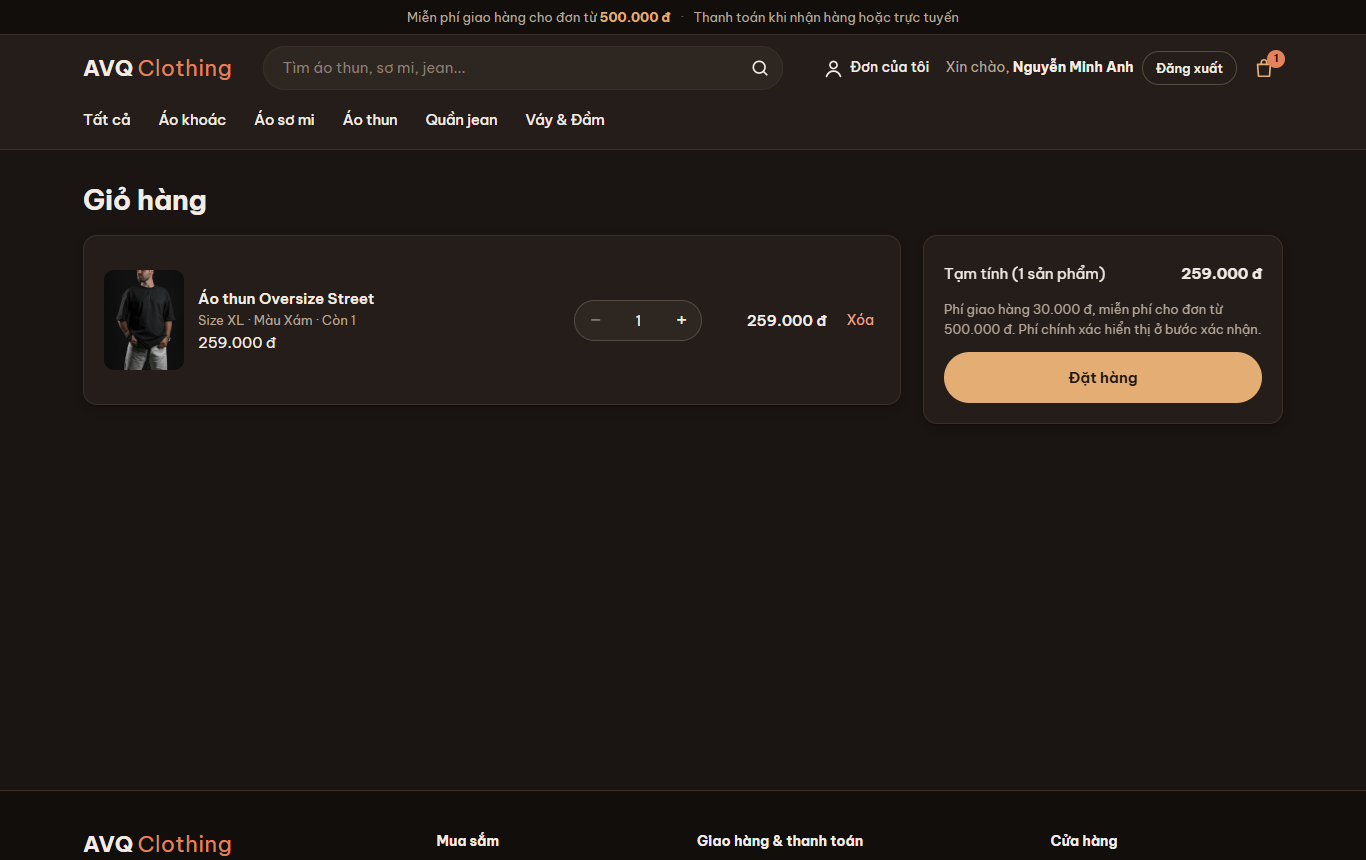 Miễn phí giao hàng cho đơn từ 500.000 đ · Thanh toán khi nhận hàng hoặc trực tuyến
AVQ Clothing
Tìm áo thun, sơ mi, jean...
Đơn của tôi
Xin chào, Nguyễn Minh Anh
Đăng xuất
1
Tất cả
Áo khoác
Áo sơ mi
Áo thun
Quần jean
Váy & Đầm
Giỏ hàng
Áo thun Oversize Street
Size XL · Màu Xám · Còn 1
259.000 đ
− 1 +
259.000 đ
Xóa
Tạm tính (1 sản phẩm) 259.000 đ
Phí giao hàng 30.000 đ, miễn phí cho đơn từ
500.000 đ. Phí chính xác hiển thị ở bước xác nhận.
Đặt hàng
AVQ Clothing
Mua sắm
Giao hàng & thanh toán
Cửa hàng